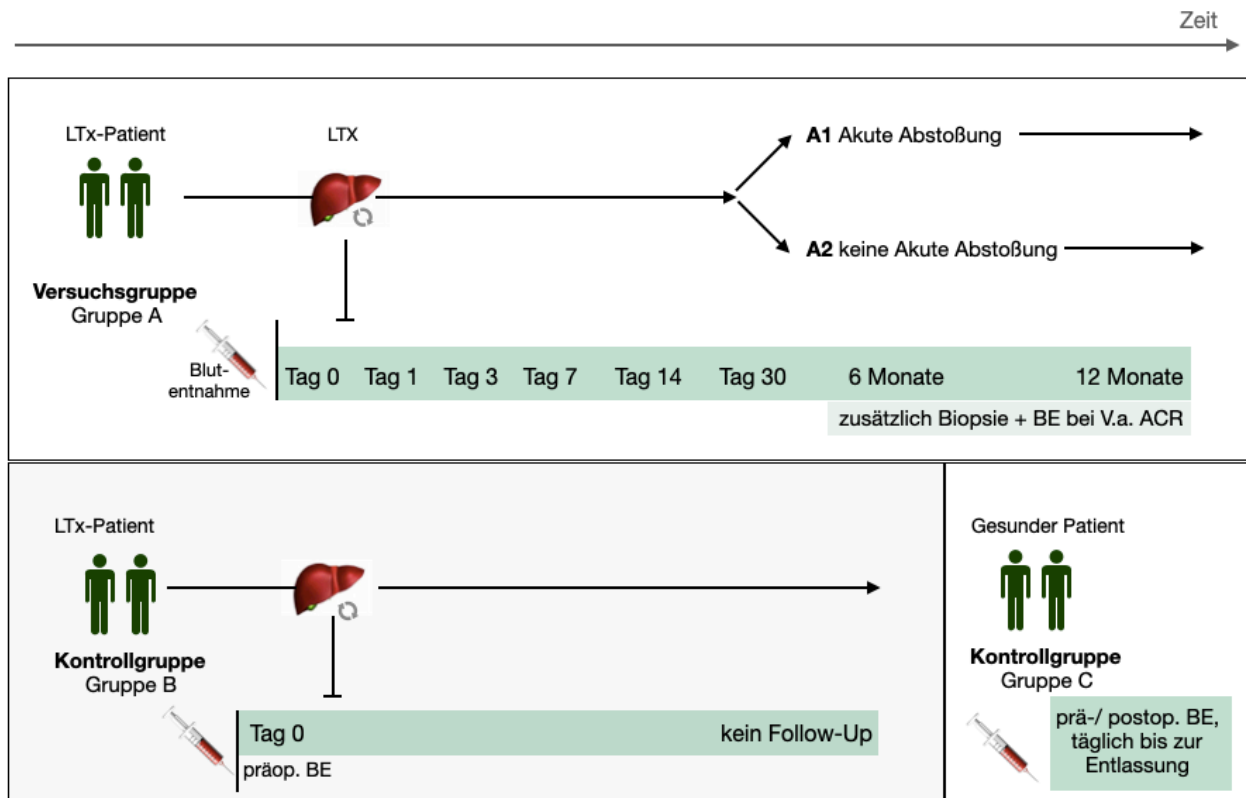 Zeit
LTx-Patient
LTX
A1 Akute Abstoßung
A2 keine Akute Abstoßung
Versuchsgruppe
Gruppe A
Blut-
entnahme
Tag 0 Tag 1 Tag 3 Tag 7 Tag 14 Tag 30 6 Monate 12 Monate
zusätzlich Biopsie + BE bei V.a. ACR
LTx-Patient
Kontrollgruppe
Gruppe B
Tag 0 kein Follow-Up
präop. BE
Gesunder Patient
Kontrollgruppe
Gruppe C
prä-/ postop. BE,
täglich bis zur
Entlassung